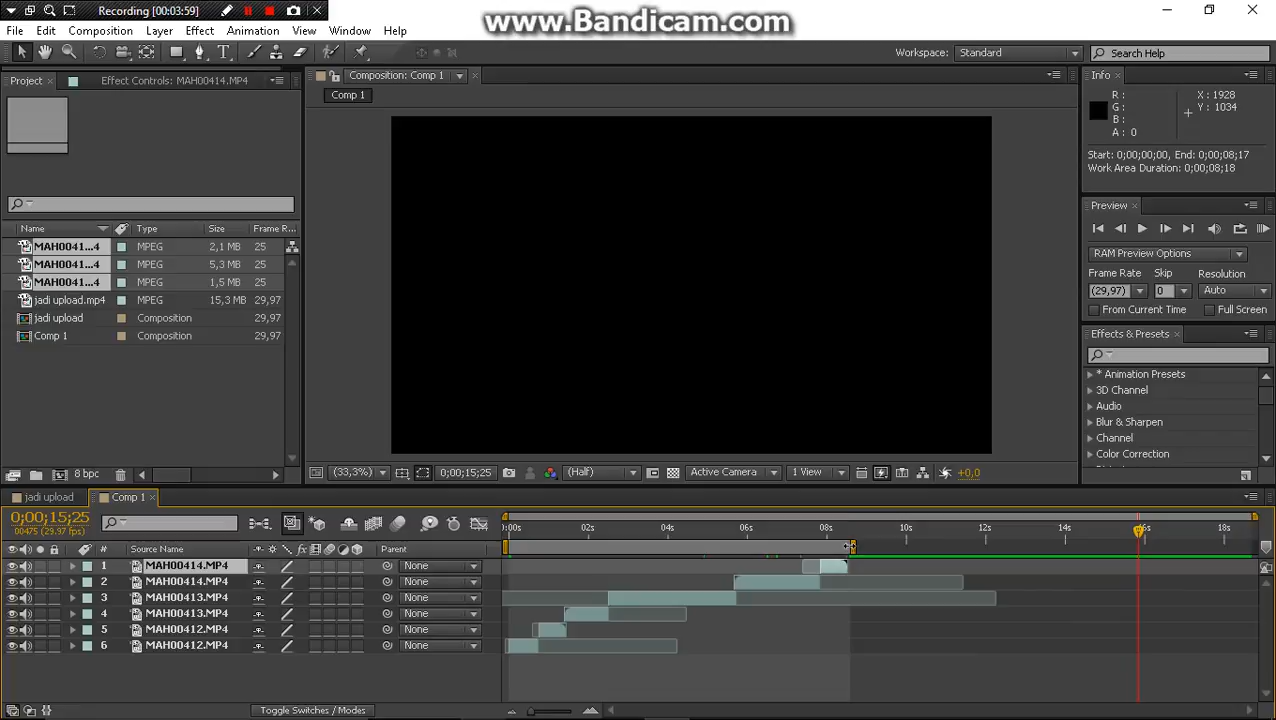 Recording [00:03:59]
www.Bandicam.com
File Edit Composition Layer Effect Animation View Window Help
Workspace: Standard
Search Help
Project
Effect Controls: MAH00414.MP4
Composition: Comp 1
Info
Comp 1
R :
G :
B :
A : 0
X : 1928
Y : 1034
Start: 0;00;00;00, End: 0;00;08;17
Work Area Duration: 0;00;08;18
Preview
RAM Preview Options
Frame Rate Skip Resolution
(29,97) 0 Auto
From Current Time Full Screen
Effects & Presets
* Animation Presets
3D Channel
Audio
Blur & Sharpen
Channel
Color Correction
Name Type Size Frame R...
MAH0041...4 MPEG 2,1 MB 25
MAH0041...4 MPEG 5,3 MB 25
MAH0041...4 MPEG 1,5 MB 25
jadi upload.mp4 MPEG 15,3 MB 29,97
jadi upload Composition 29,97
Comp 1 Composition 29,97
8 bpc
(33,3%) 0;00;15;25 (Half) Active Camera 1 View +0,0
jadi upload Comp 1
0;00;15;25
00475 (29.97 fps)
0:00s 02s 04s 06s 08s 10s 12s 14s 16s 18s
Source Name Parent
1 MAH00414.MP4 None
2 MAH00414.MP4 None
3 MAH00413.MP4 None
4 MAH00413.MP4 None
5 MAH00412.MP4 None
6 MAH00412.MP4 None
Toggle Switches / Modes